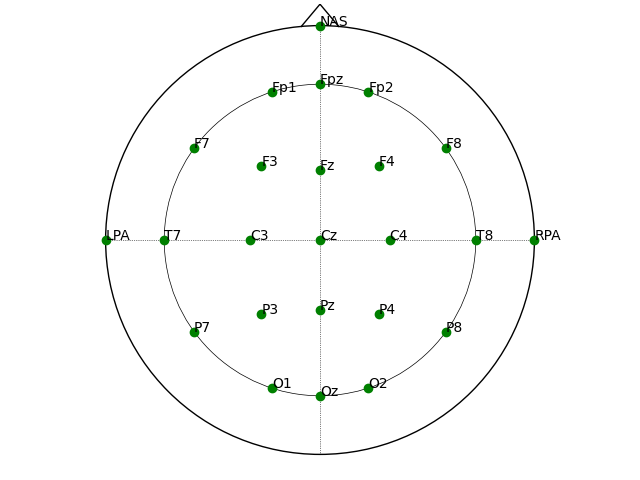 NAS
Fp1 Fpz Fp2
F7 F8
F3 Fz F4
LPA T7 C3 Cz C4 T8 RPA
P3 Pz P4
P7 P8
O1 Oz O2